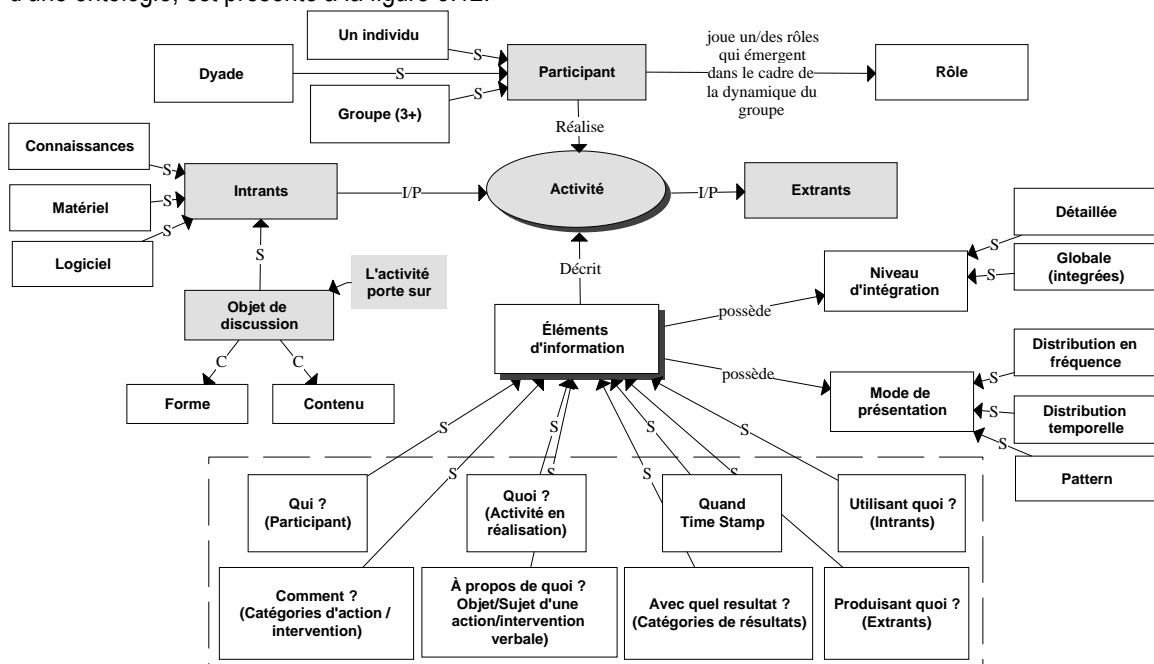 d'une ontologie, est présenté à la figure 3.12.
Un individu
S
Dyade
S
Participant
joue un/des rôles
qui émergent
dans le cadre de
la dynamique du
groupe
Rôle
Groupe (3+)
S
Réalise
Connaissances
S
Matériel
S
Logiciel
S
Intrants
I/P
Activité
I/P
Extrants
S
L'activité
porte sur
Objet de
discussion
C
C
Forme
Contenu
Décrit
Éléments
d'information
possède
possède
Niveau
d'intégration
S
S
Détaillée
Globale
(integrées)
Mode de
présentation
S
S
S
Distribution en
fréquence
Distribution
temporelle
Pattern
S
S
S
S
S
S
S
S
Qui ?
(Participant)
Quoi ?
(Activité en
réalisation)
Quand
Time Stamp
Utilisant quoi ?
(Intrants)
Comment ?
(Catégories d'action /
intervention)
À propos de quoi ?
Objet/Sujet d'une
action/intervention
verbale)
Avec quel resultat ?
(Catégories de résultats)
Produisant quoi ?
(Extrants)